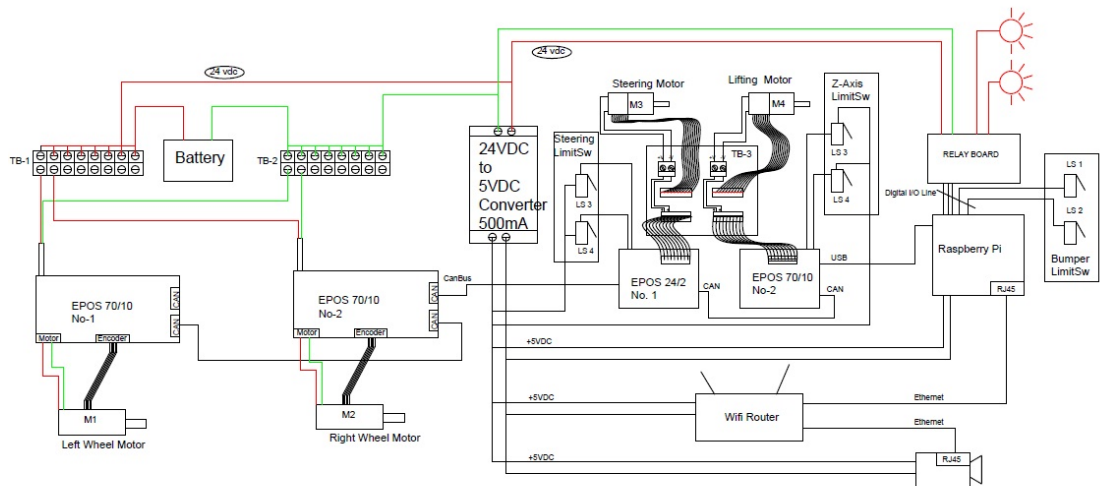 24 vdc
24 vdc
Steering Motor
Lifting Motor
Z-Axis
LimitSw
M3
M4
TB-1
Battery
TB-2
24VDC
to
5VDC
Converter
500mA
Steering
LimitSw
LS 3
LS 4
TB-3
LS 3
LS 4
RELAY BOARD
Digital I/O Line
LS 1
LS 2
Bumper
LimitSw
Raspberry Pi
RJ45
USB
CanBus
EPOS 70/10
No-1
CAN
CAN
Motor
Encoder
EPOS 70/10
No-2
CAN
CAN
Motor
Encoder
EPOS 24/2
No. 1
CAN
EPOS 70/10
No-2
CAN
+5VDC
M1
Left Wheel Motor
M2
Right Wheel Motor
+5VDC
Wifi Router
Ethernet
Ethernet
+5VDC
RJ45